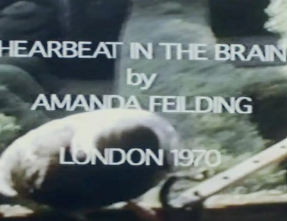 HEARBEAT IN THE BRAIN
by
AMANDA FEILDING
LONDON 1970